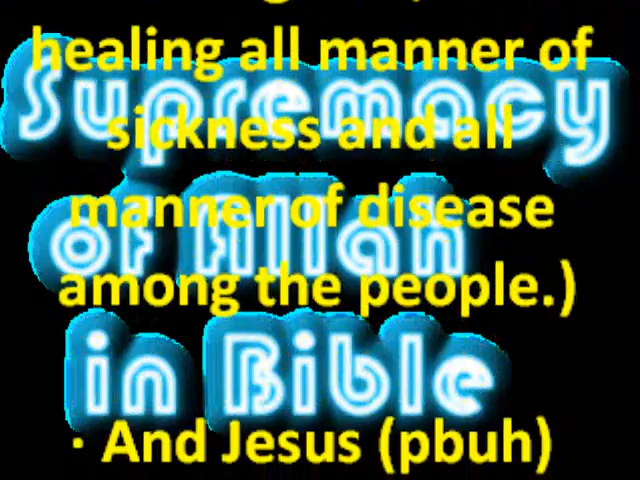 healing all manner of
Supremacy
sickness and all
manner of disease
of Allah
among the people.)
in Bible
· And Jesus (pbuh)